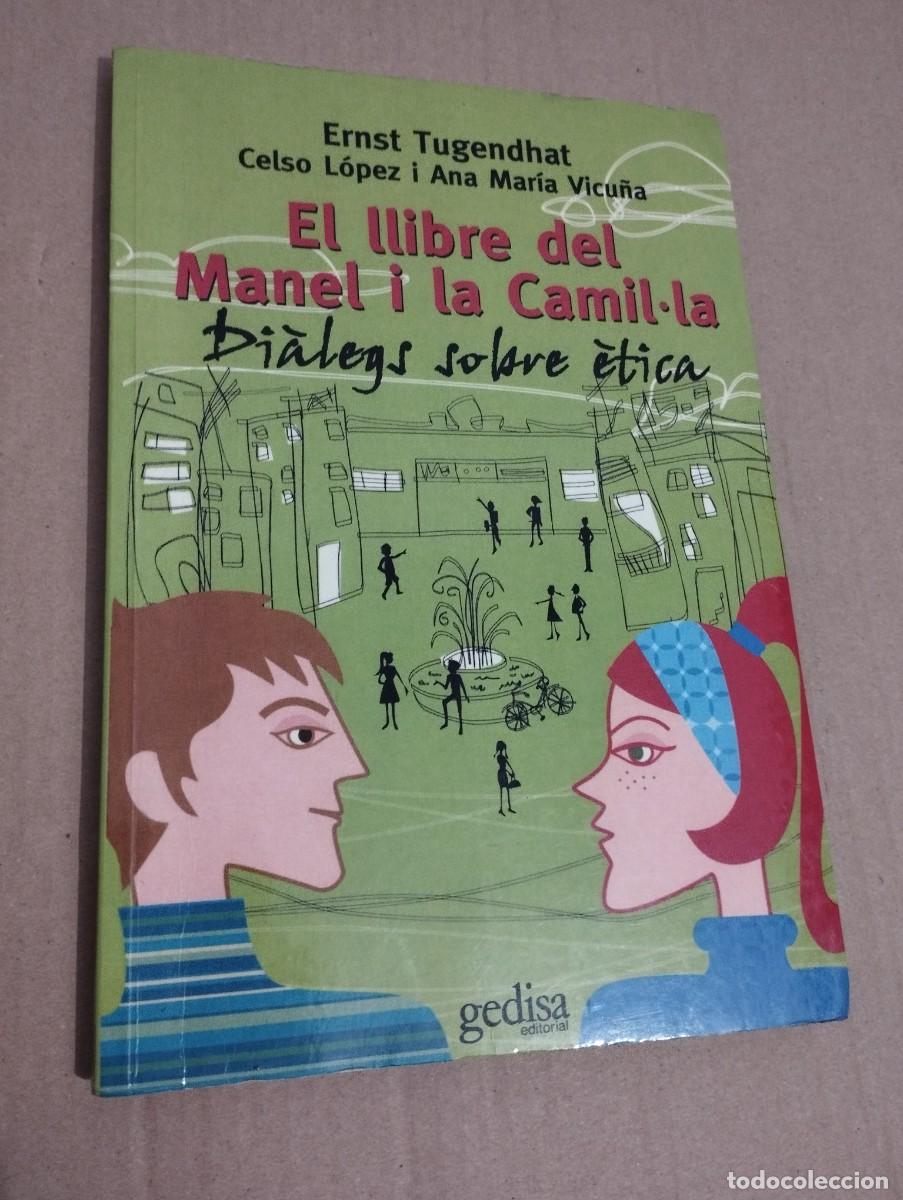 Ernst Tugendhat
Celso López i Ana María Vicuña
El llibre del
Manel i la Camil·la
Diàlegs sobre ètica
gedisa
editorial
todocoleccion